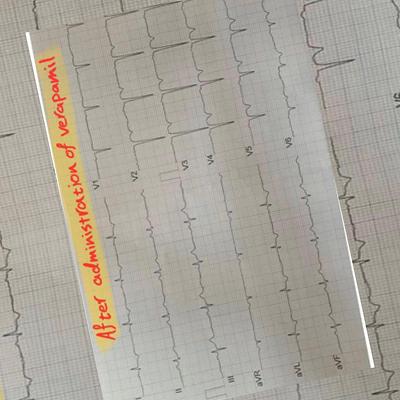 After administration of verapamil
V1
V2
V3
V4
V5
V6
II
III
aVR
aVL
aVF